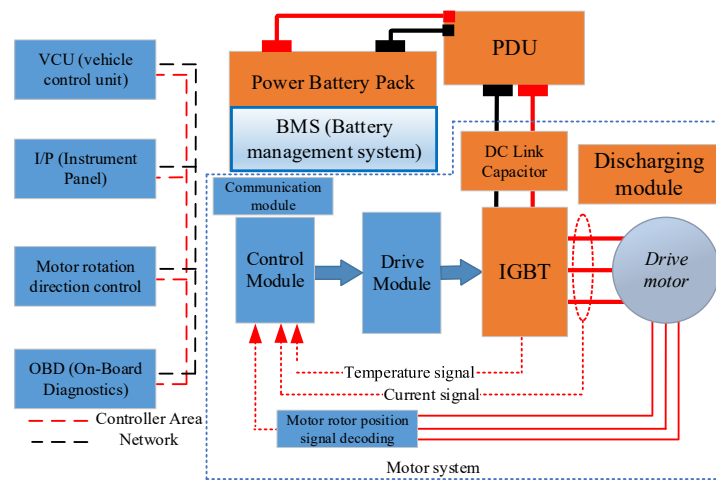 VCU (vehicle
control unit)
I/P (Instrument
Panel)
Motor rotation
direction control
OBD (On-Board
Diagnostics)
Controller Area
Network
Power Battery Pack
BMS (Battery
management system)
PDU
DC Link
Capacitor
Discharging
module
Communication
module
Control
Module
Drive
Module
IGBT
Drive
motor
Temperature signal
Current signal
Motor rotor position
signal decoding
Motor system